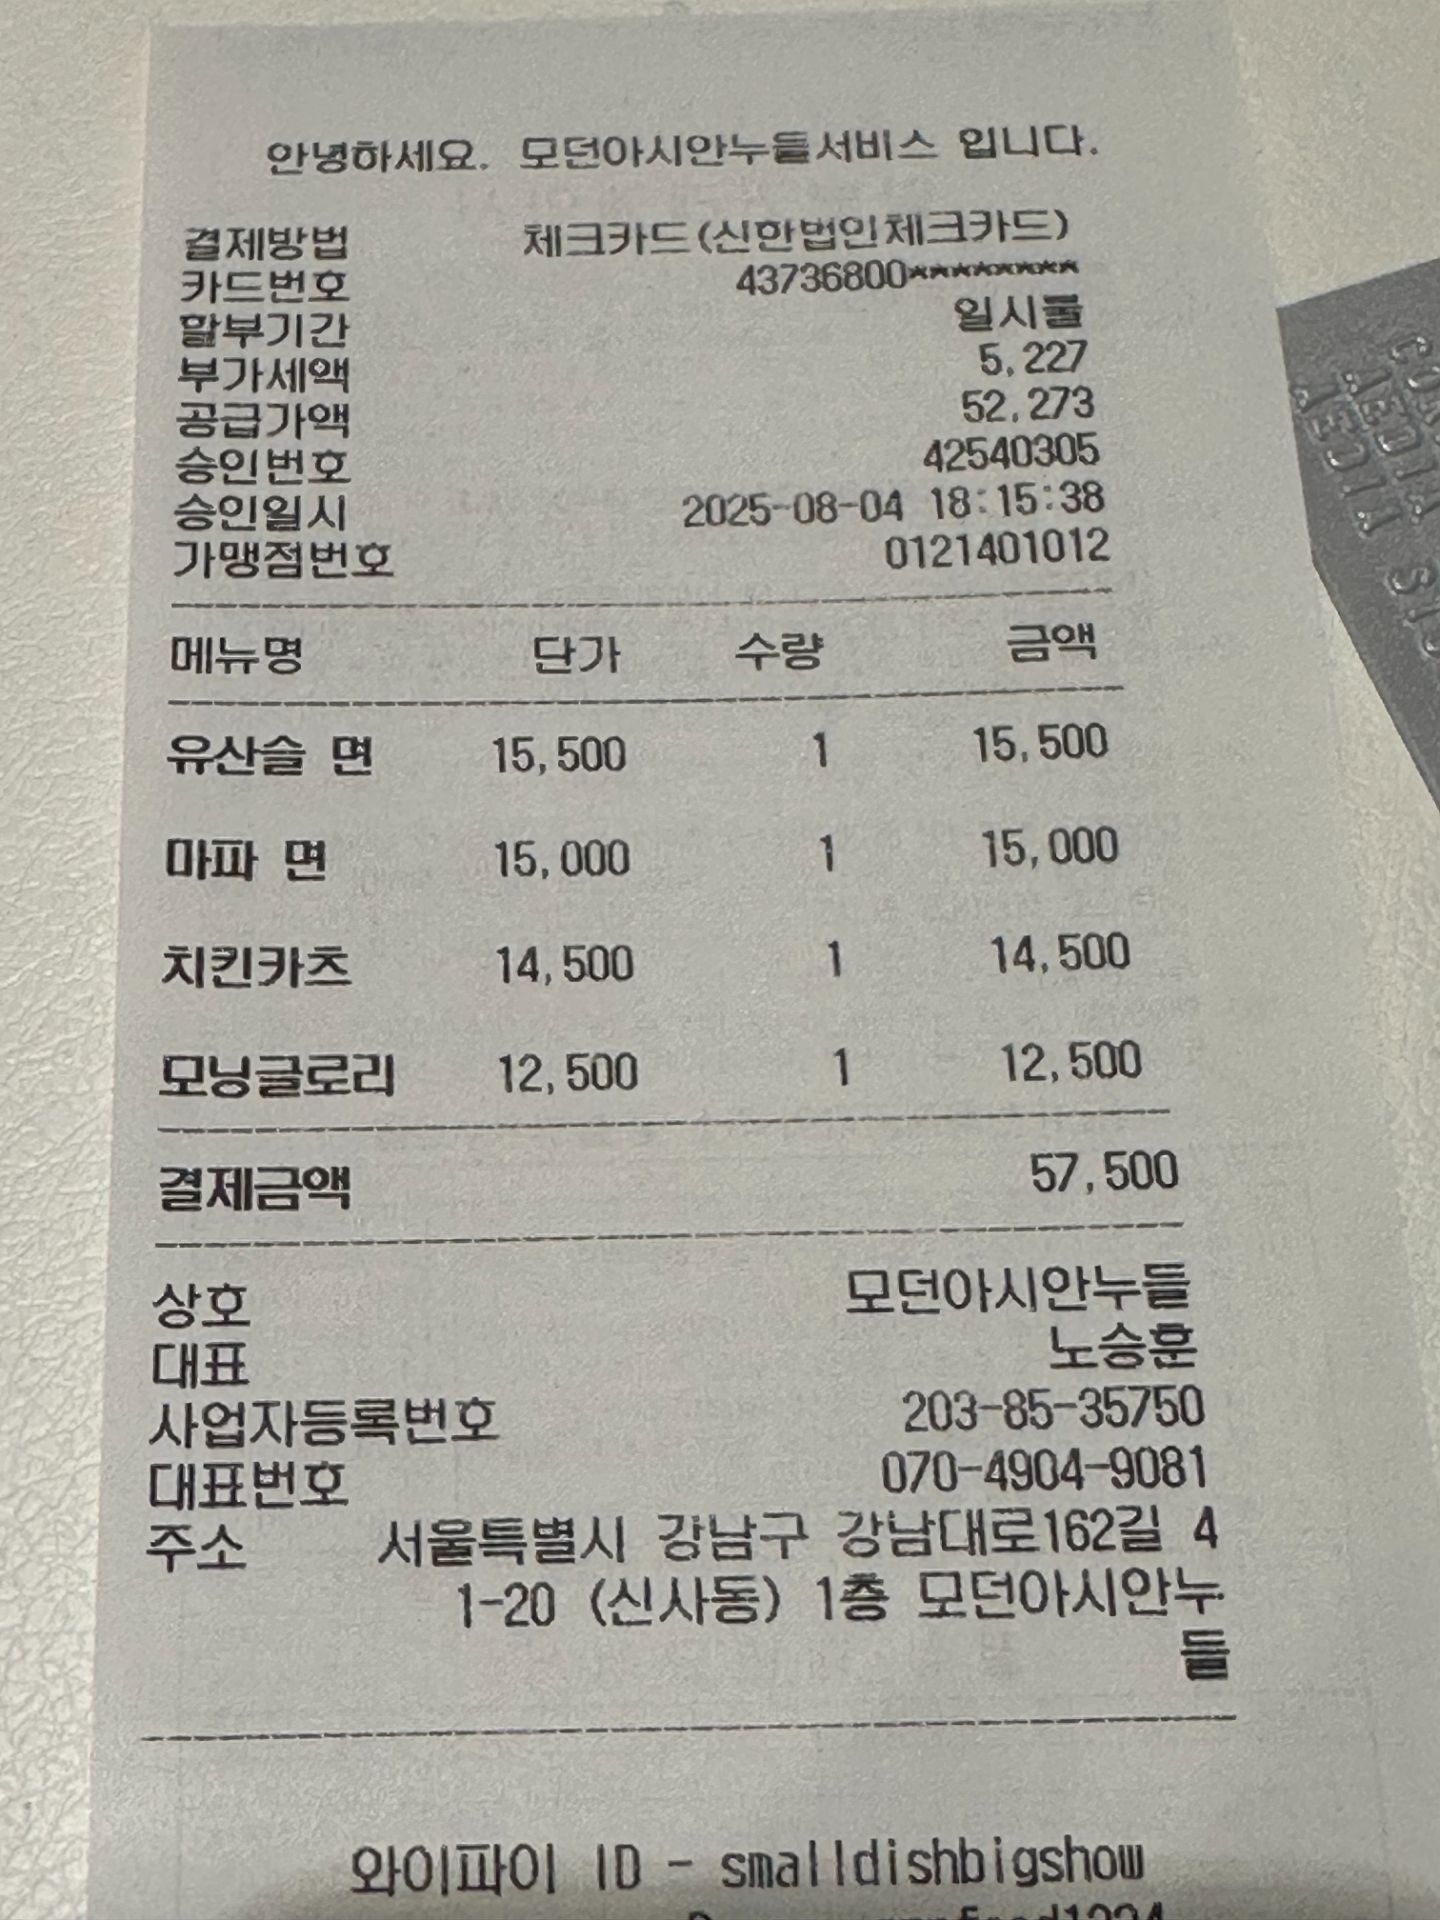 안녕하세요. 모던아시안누들서비스 입니다.
결제방법 체크카드(신한법인체크카드)
카드번호 43736800********
할부기간 일시불
부가세액 5,227
공급가액 52,273
승인번호 42540305
승인일시 2025-08-04 18:15:38
가맹점번호 0121401012
메뉴명 단가 수량 금액
유산슬 면 15,500 1 15,500
마파 면 15,000 1 15,000
치킨카츠 14,500 1 14,500
모닝글로리 12,500 1 12,500
결제금액 57,500
상호 모던아시안누들
대표 노승훈
사업자등록번호 203-85-35750
대표번호 070-4904-9081
주소 서울특별시 강남구 강남대로162길 4
1-20 (신사동) 1층 모던아시안누
들
와이파이 ID - smalldishbigshow